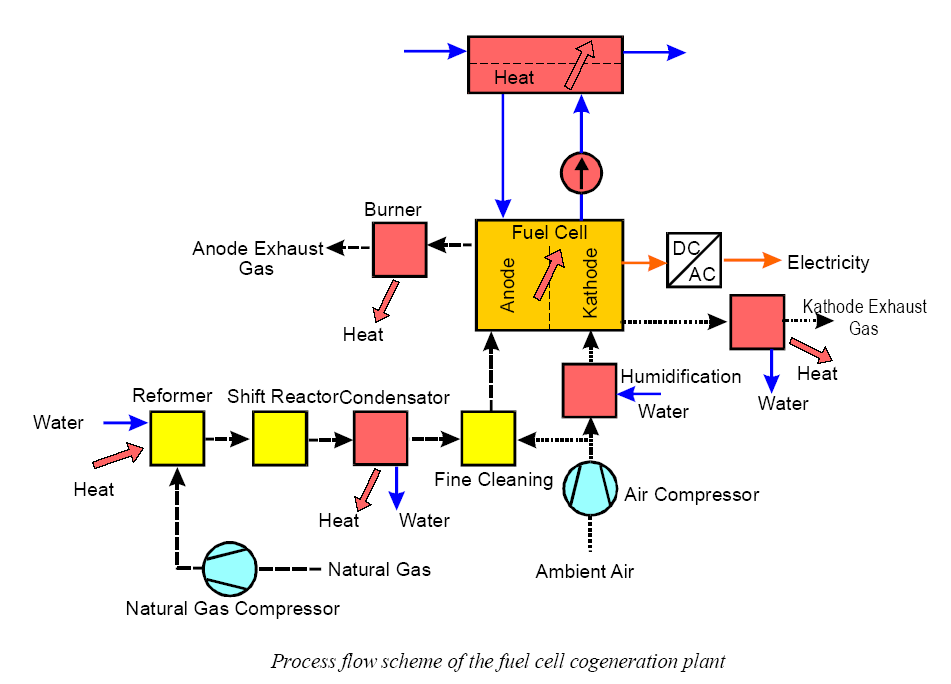 Heat
Burner
Fuel Cell
Anode Exhaust
Gas
Anode
Kathode
DC
AC
Electricity
Kathode Exhaust
Gas
Heat
Heat
Water
Humidification
Water
Reformer
Shift Reactor
Condensator
Water
Heat
Fine Cleaning
Heat
Water
Air Compressor
Natural Gas
Ambient Air
Natural Gas Compressor
Process flow scheme of the fuel cell cogeneration plant